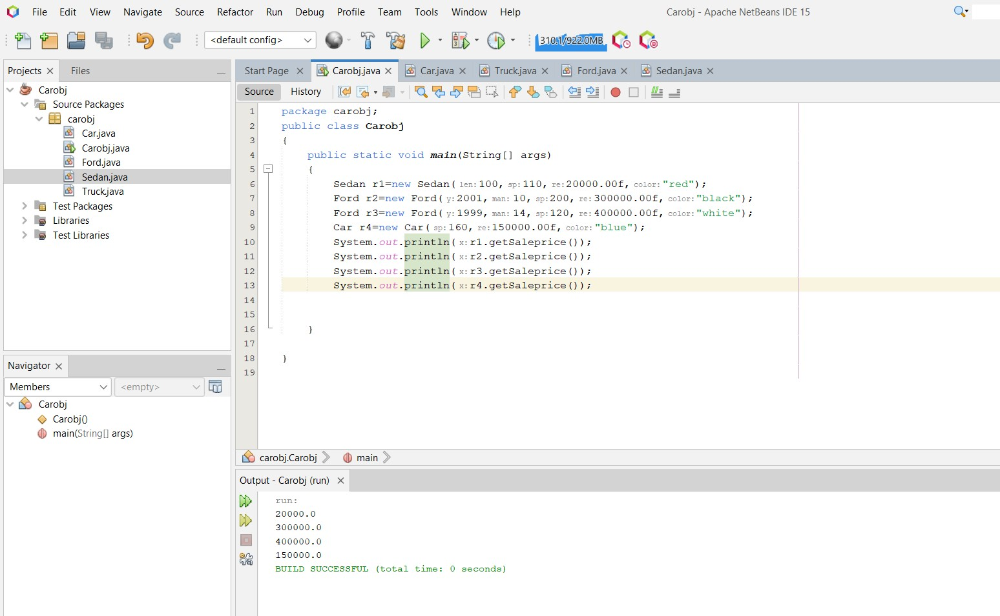 File Edit View Navigate Source Refactor Run Debug Profile Team Tools Window Help Carobj - Apache NetBeans IDE 15
<default config> 310.1/922.0MB
Projects Files
Carobj
Source Packages
carobj
Car.java
Carobj.java
Ford.java
Sedan.java
Truck.java
Test Packages
Libraries
Test Libraries
Navigator
Members <empty>
Carobj
Carobj()
main(String[] args)
Start Page Carobj.java Car.java Truck.java Ford.java Sedan.java
Source History
1 package carobj;
2 public class Carobj
3 {
4 public static void main(String[] args)
5 {
6 Sedan r1=new Sedan( len: 100, sp: 110, re: 20000.00f, color: "red");
7 Ford r2=new Ford( y: 2001, man: 10, sp: 200, re: 300000.00f, color: "black");
8 Ford r3=new Ford( y: 1999, man: 14, sp: 120, re: 400000.00f, color: "white");
9 Car r4=new Car( sp: 160, re: 150000.00f, color: "blue");
10 System.out.println( x: r1.getSaleprice());
11 System.out.println( x: r2.getSaleprice());
12 System.out.println( x: r3.getSaleprice());
13 System.out.println( x: r4.getSaleprice());
14
15
16 }
17
18 }
19
carobj.Carobj main
Output - Carobj (run)
run:
20000.0
300000.0
400000.0
150000.0
BUILD SUCCESSFUL (total time: 0 seconds)